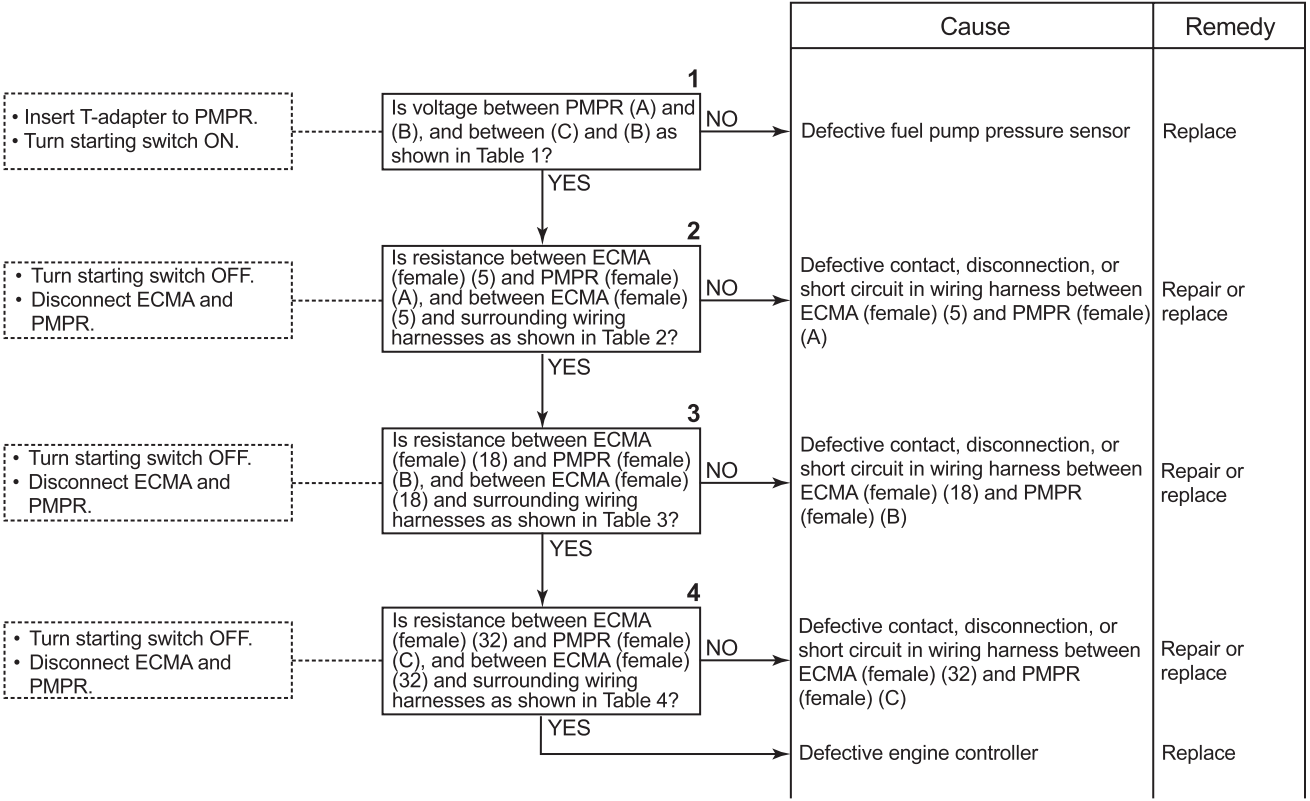 Cause
Remedy
1
• Insert T-adapter to PMPR.
• Turn starting switch ON.
Is voltage between PMPR (A) and
(B), and between (C) and (B) as
shown in Table 1?
NO
Defective fuel pump pressure sensor
Replace
YES
2
• Turn starting switch OFF.
• Disconnect ECMA and
PMPR.
Is resistance between ECMA
(female) (5) and PMPR (female)
(A), and between ECMA (female)
(5) and surrounding wiring
harnesses as shown in Table 2?
NO
Defective contact, disconnection, or
short circuit in wiring harness between
ECMA (female) (5) and PMPR (female)
(A)
Repair or
replace
YES
3
• Turn starting switch OFF.
• Disconnect ECMA and
PMPR.
Is resistance between ECMA
(female) (18) and PMPR (female)
(B), and between ECMA (female)
(18) and surrounding wiring
harnesses as shown in Table 3?
NO
Defective contact, disconnection, or
short circuit in wiring harness between
ECMA (female) (18) and PMPR
(female) (B)
Repair or
replace
YES
4
• Turn starting switch OFF.
• Disconnect ECMA and
PMPR.
Is resistance between ECMA
(female) (32) and PMPR (female)
(C), and between ECMA (female)
(32) and surrounding wiring
harnesses as shown in Table 4?
NO
Defective contact, disconnection, or
short circuit in wiring harness between
ECMA (female) (32) and PMPR
(female) (C)
Repair or
replace
YES
Defective engine controller
Replace